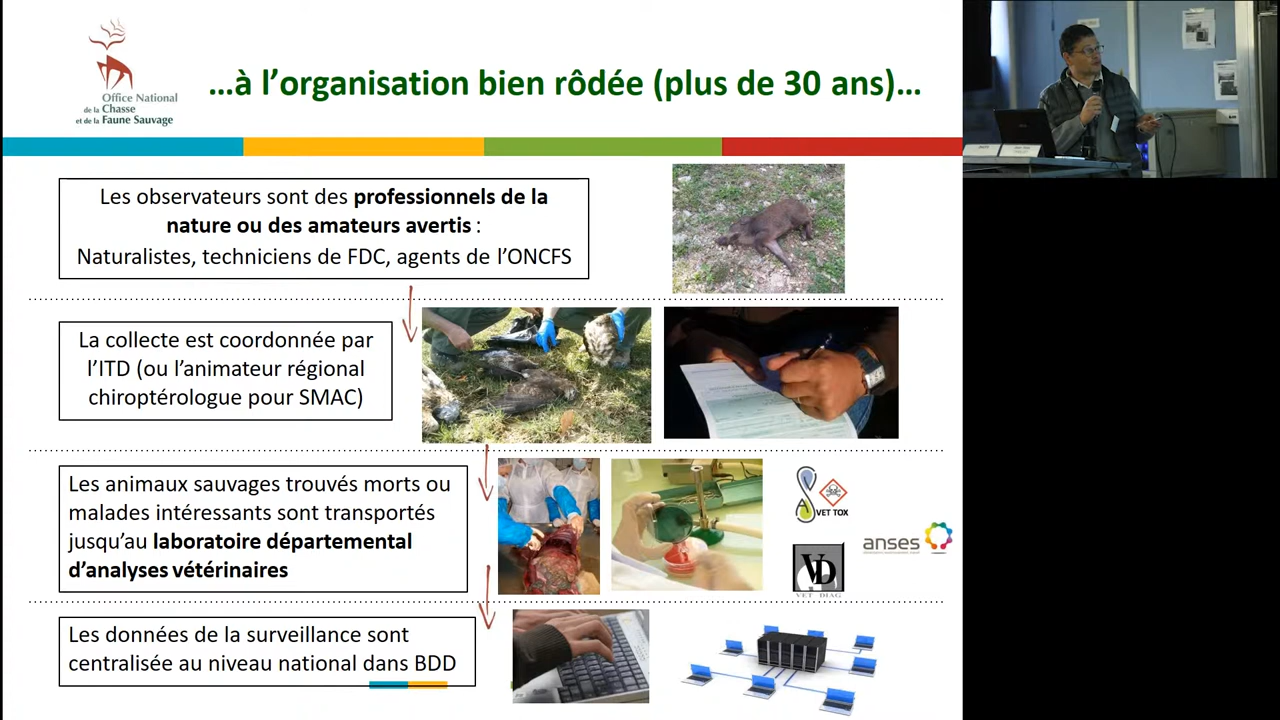 …à l’organisation bien rôdée (plus de 30 ans)…
Office National
de la Chasse
et de la Faune Sauvage
Les observateurs sont des professionnels de la
nature ou des amateurs avertis :
Naturalistes, techniciens de FDC, agents de l’ONCFS
La collecte est coordonnée par
l’ITD (ou l’animateur régional
chiroptérologue pour SMAC)
Les animaux sauvages trouvés morts ou
malades intéressants sont transportés
jusqu’au laboratoire départemental
d’analyses vétérinaires
VET TOX
anses
VD
VET DIAG
Les données de la surveillance sont
centralisée au niveau national dans BDD